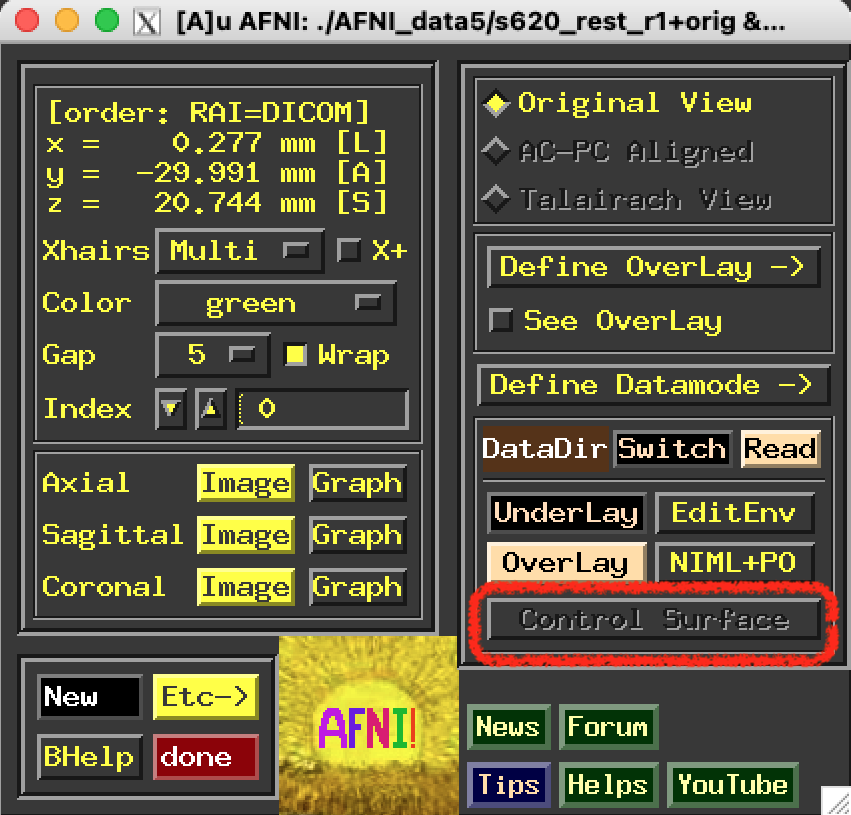 [A]u AFNI: ./AFNI_data5/s620_rest_r1+orig &...
[order: RAI=DICOM]
x = 0.277 mm [L]
y = -29.991 mm [A]
z = 20.744 mm [S]
Xhairs Multi X+
Color green
Gap 5 Wrap
Index 0
Axial Image Graph
Sagittal Image Graph
Coronal Image Graph
Original View
AC-PC Aligned
Talairach View
Define OverLay ->
See OverLay
Define Datamode ->
DataDir Switch Read
UnderLay EditEnv
OverLay NIML+PO
Control Surface
New Etc->
BHelp done
AFNI!
News Forum
Tips Helps YouTube